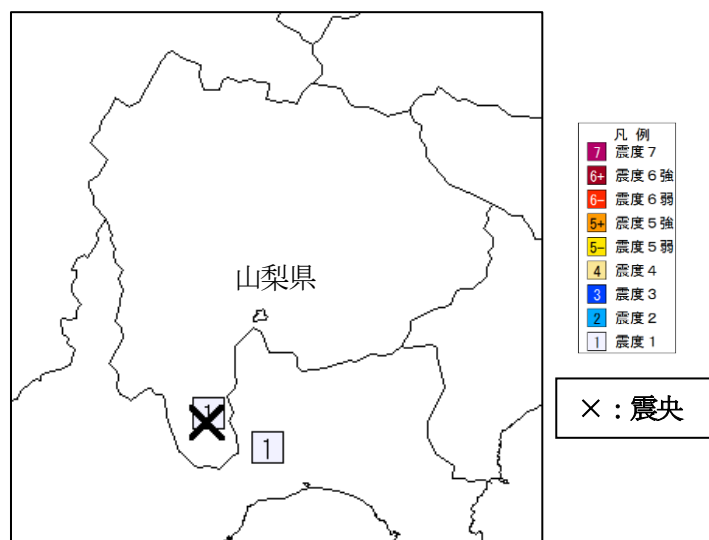 山梨県
1
1
凡 例
7 震度7
6+ 震度6強
6- 震度6弱
5+ 震度5強
5- 震度5弱
4 震度4
3 震度3
2 震度2
1 震度1
×：震央